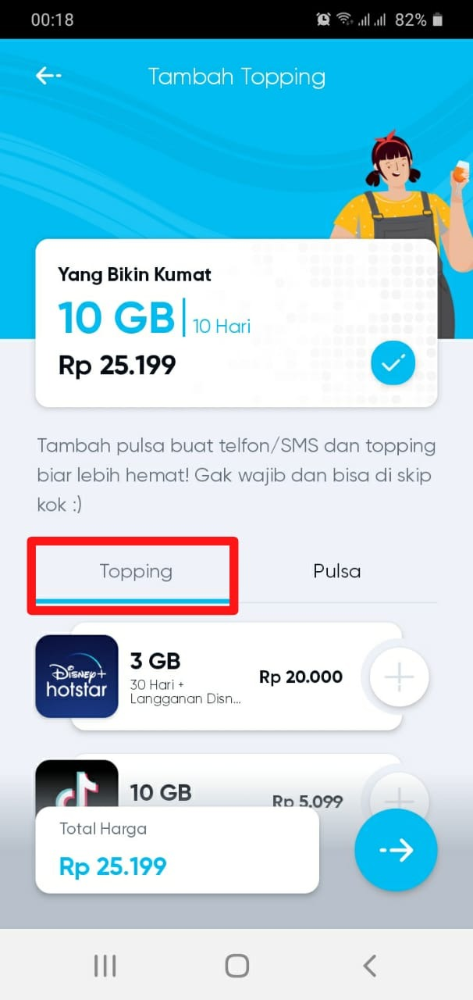 00:18
82%
Tambah Topping
Yang Bikin Kumat
10 GB
10 Hari
Rp 25.199
Tambah pulsa buat telfon/SMS dan topping
biar lebih hemat! Gak wajib dan bisa di skip
kok :)
Topping
Pulsa
Disney+
hotstar
3 GB
30 Hari +
Langganan Disn...
Rp 20.000
10 GB
Rp 5.099
Total Harga
Rp 25.199